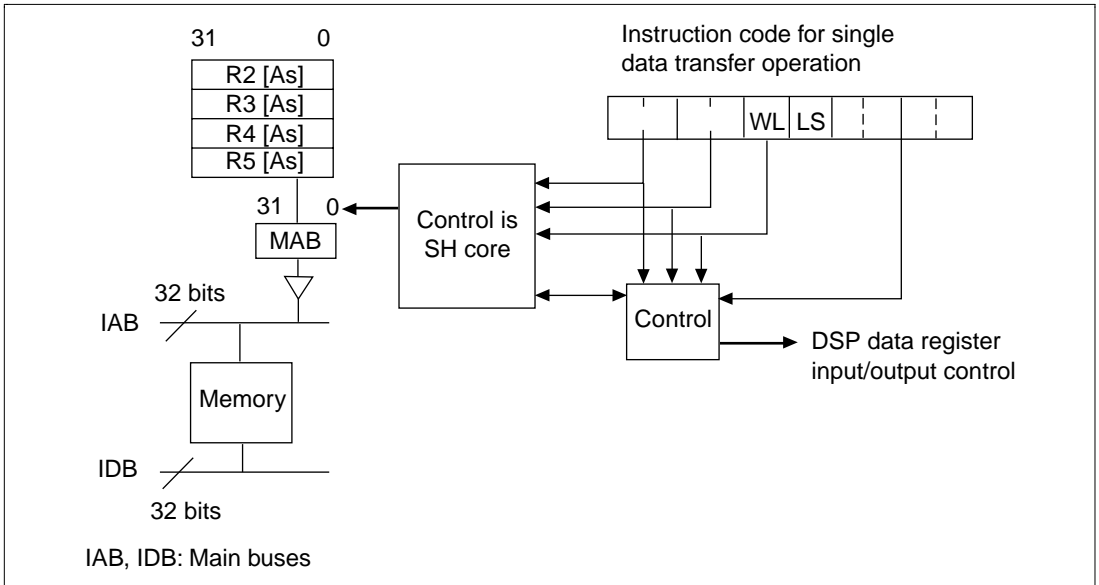 31 0
R2 [As]
R3 [As]
R4 [As]
R5 [As]
31 0
MAB
32 bits
IAB
Memory
IDB
32 bits
IAB, IDB: Main buses
Instruction code for single
data transfer operation
WL LS
Control is
SH core
Control
DSP data register
input/output control